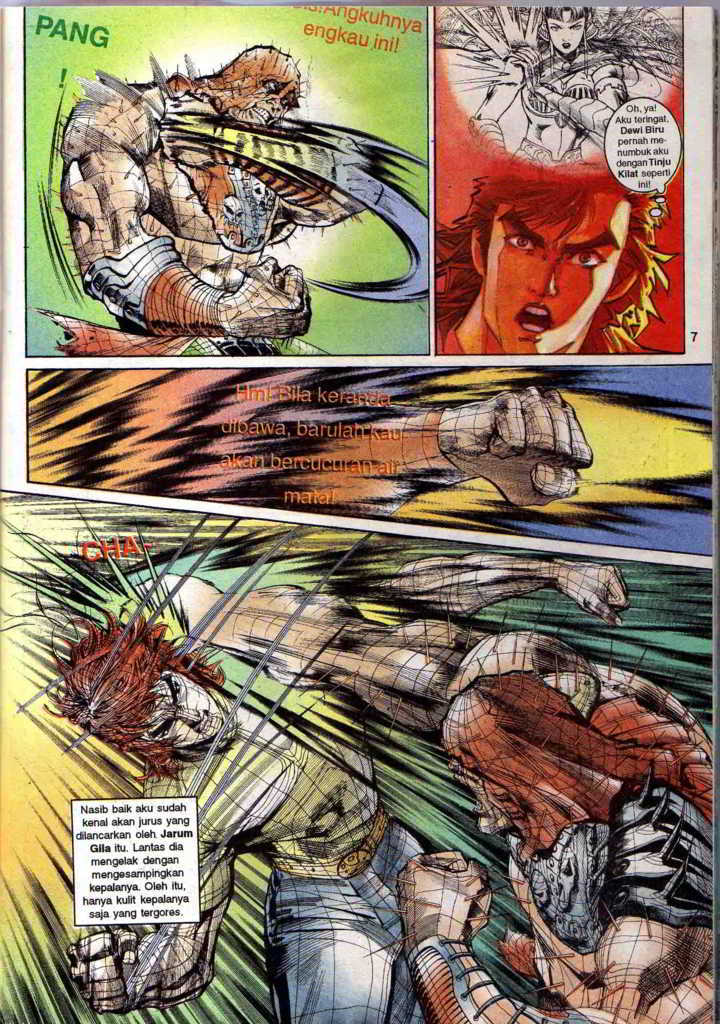 PANG
!
Angkuhnya
engkau ini!
Oh, ya!
Aku teringat,
Dewi Biru
pernah me-
numbuk aku
dengan Tinju
Kilat seperti
ini!
7
Hm! Bila keranda
dibawa, barulah kau
akan bercucuran air
mata!
CHA-
Nasib baik aku sudah
kenal akan jurus yang
dilancarkan oleh Jarum
Gila itu. Lantas dia
mengelak dengan
mengesampingkan
kepalanya. Oleh itu,
hanya kulit kepalanya
saja yang tergores.